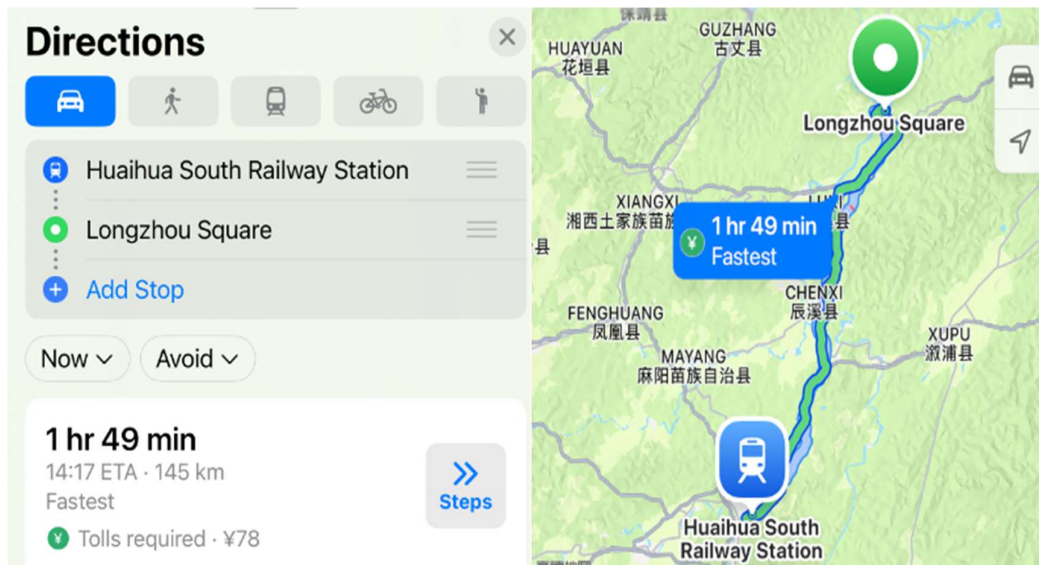 Directions
Huaihua South Railway Station
Longzhou Square
Add Stop
Now
Avoid
1 hr 49 min
14:17 ETA · 145 km
Fastest
¥ Tolls required · ¥78
Steps
GUZHANG
古丈县
HUAYUAN
花垣县
Longzhou Square
XIANGXI
湘西土家族苗族
县
¥ 1 hr 49 min
Fastest
CHENXI
辰溪县
FENGHUANG
凤凰县
XUPU
溆浦县
MAYANG
麻阳苗族自治县
Huaihua South
Railway Station